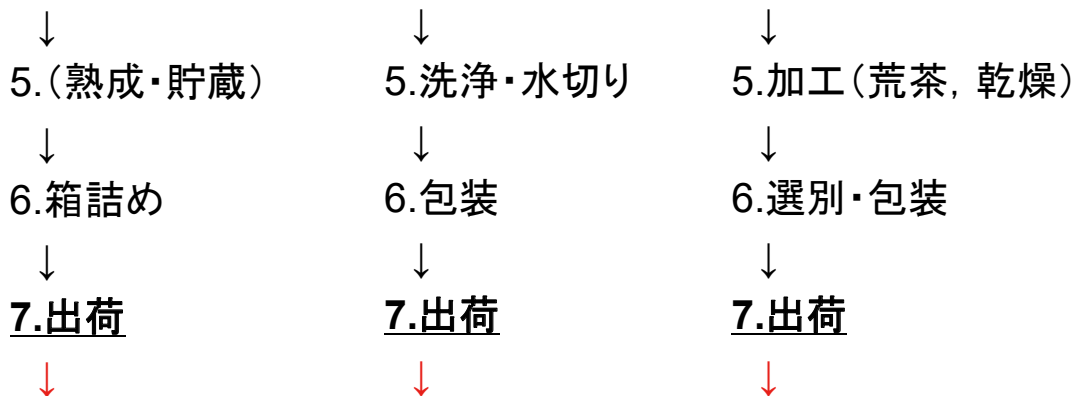 ↓ ↓ ↓
5.（熟成・貯蔵） 5.洗浄・水切り 5.加工（荒茶，乾燥）
↓ ↓ ↓
6.箱詰め 6.包装 6.選別・包装
↓ ↓ ↓
7.出荷 7.出荷 7.出荷
↓ ↓ ↓